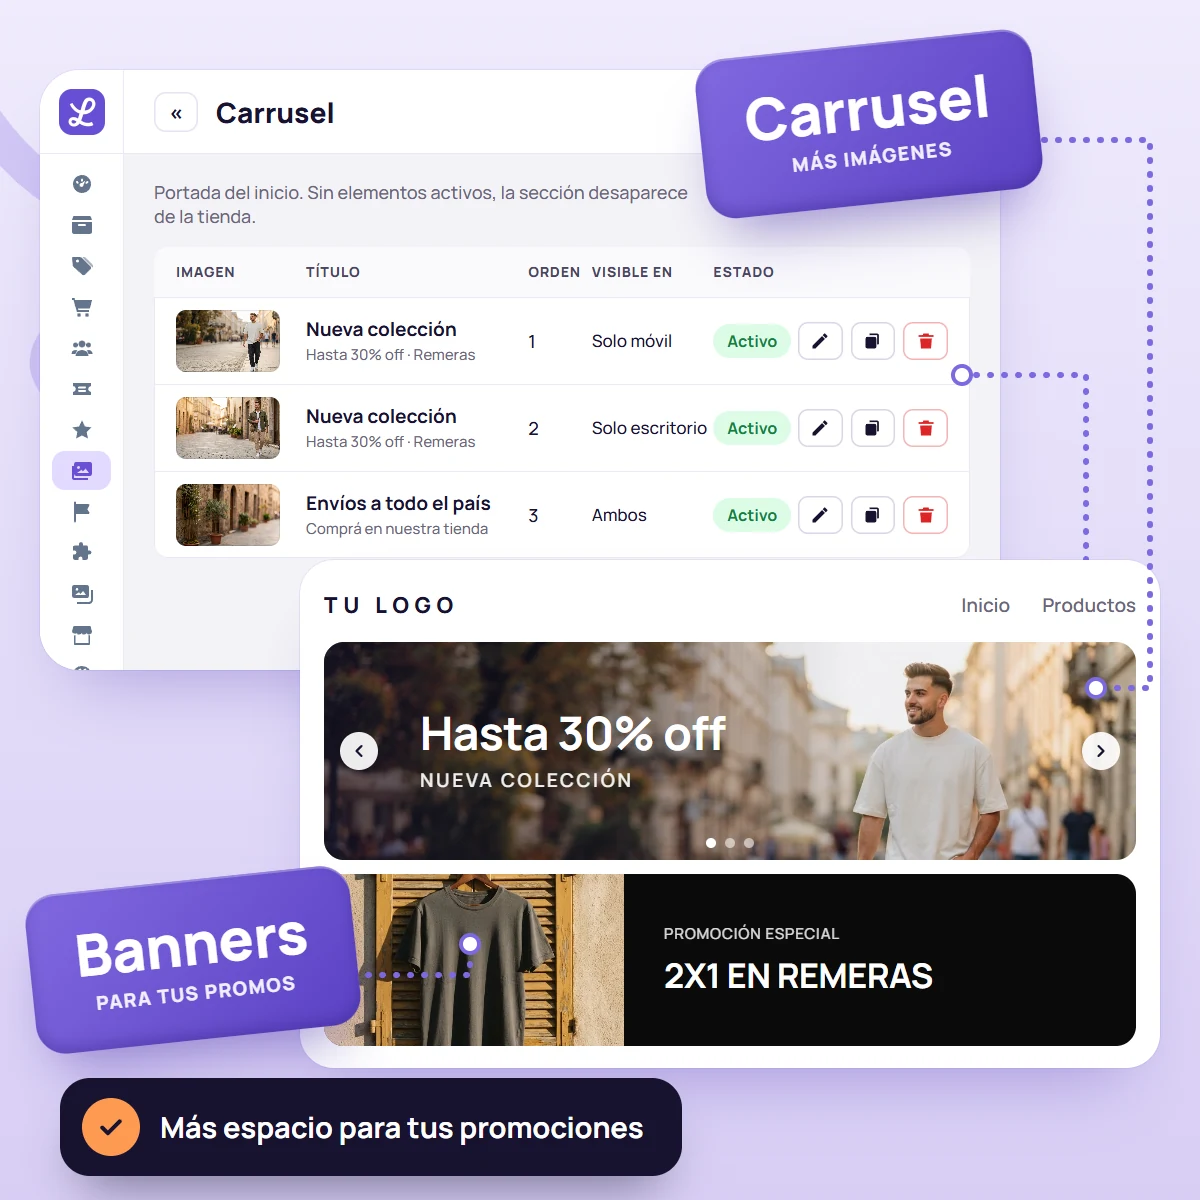 Carrusel
Carrusel
MÁS IMÁGENES
Portada del inicio. Sin elementos activos, la sección desaparece
de la tienda.
IMAGEN TÍTULO ORDEN VISIBLE EN ESTADO
Nueva colección
Hasta 30% off · Remeras
1 Solo móvil Activo
Nueva colección
Hasta 30% off · Remeras
2 Solo escritorio Activo
Envíos a todo el país
Comprá en nuestra tienda
3 Ambos Activo
TU LOGO Inicio Productos
Hasta 30% off
NUEVA COLECCIÓN
Banners
PARA TUS PROMOS
PROMOCIÓN ESPECIAL
2X1 EN REMERAS
Más espacio para tus promociones